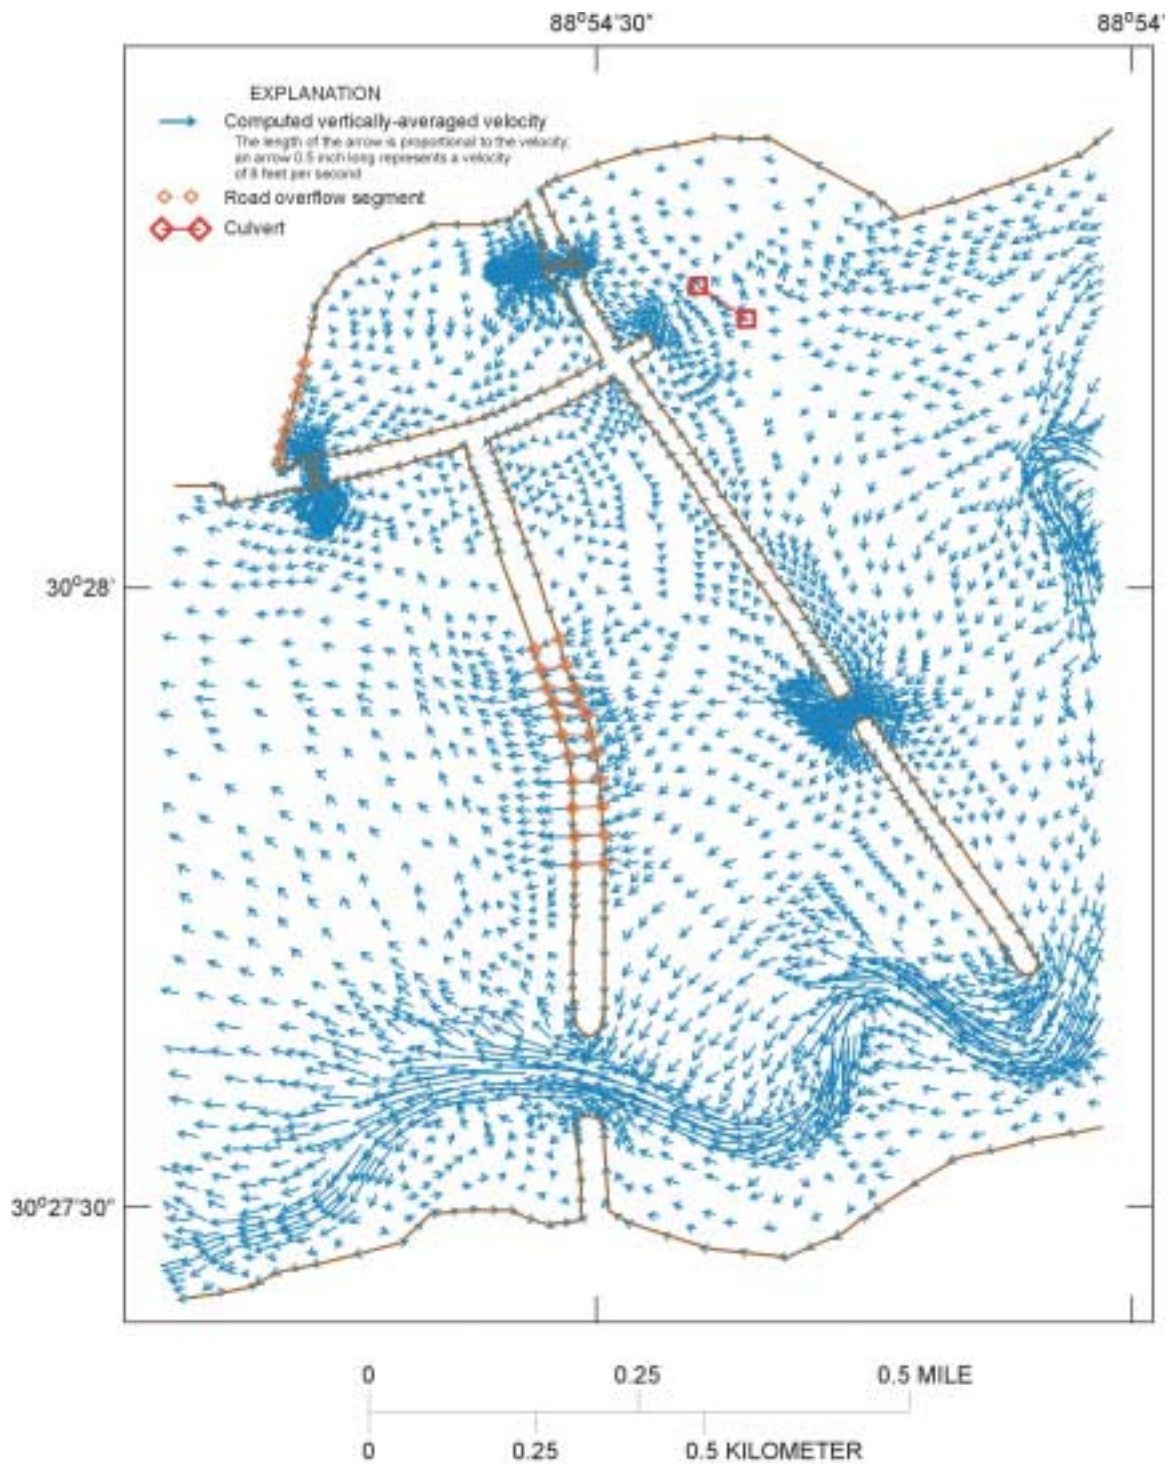 88°54'30" 88°54'
EXPLANATION
Computed vertically-averaged velocity
The length of the arrow is proportional to the velocity;
an arrow 0.5 inch long represents a velocity
of 8 feet per second
Road overflow segment
Culvert
30°28'
30°27'30"
0 0.25 0.5 MILE
0 0.25 0.5 KILOMETER